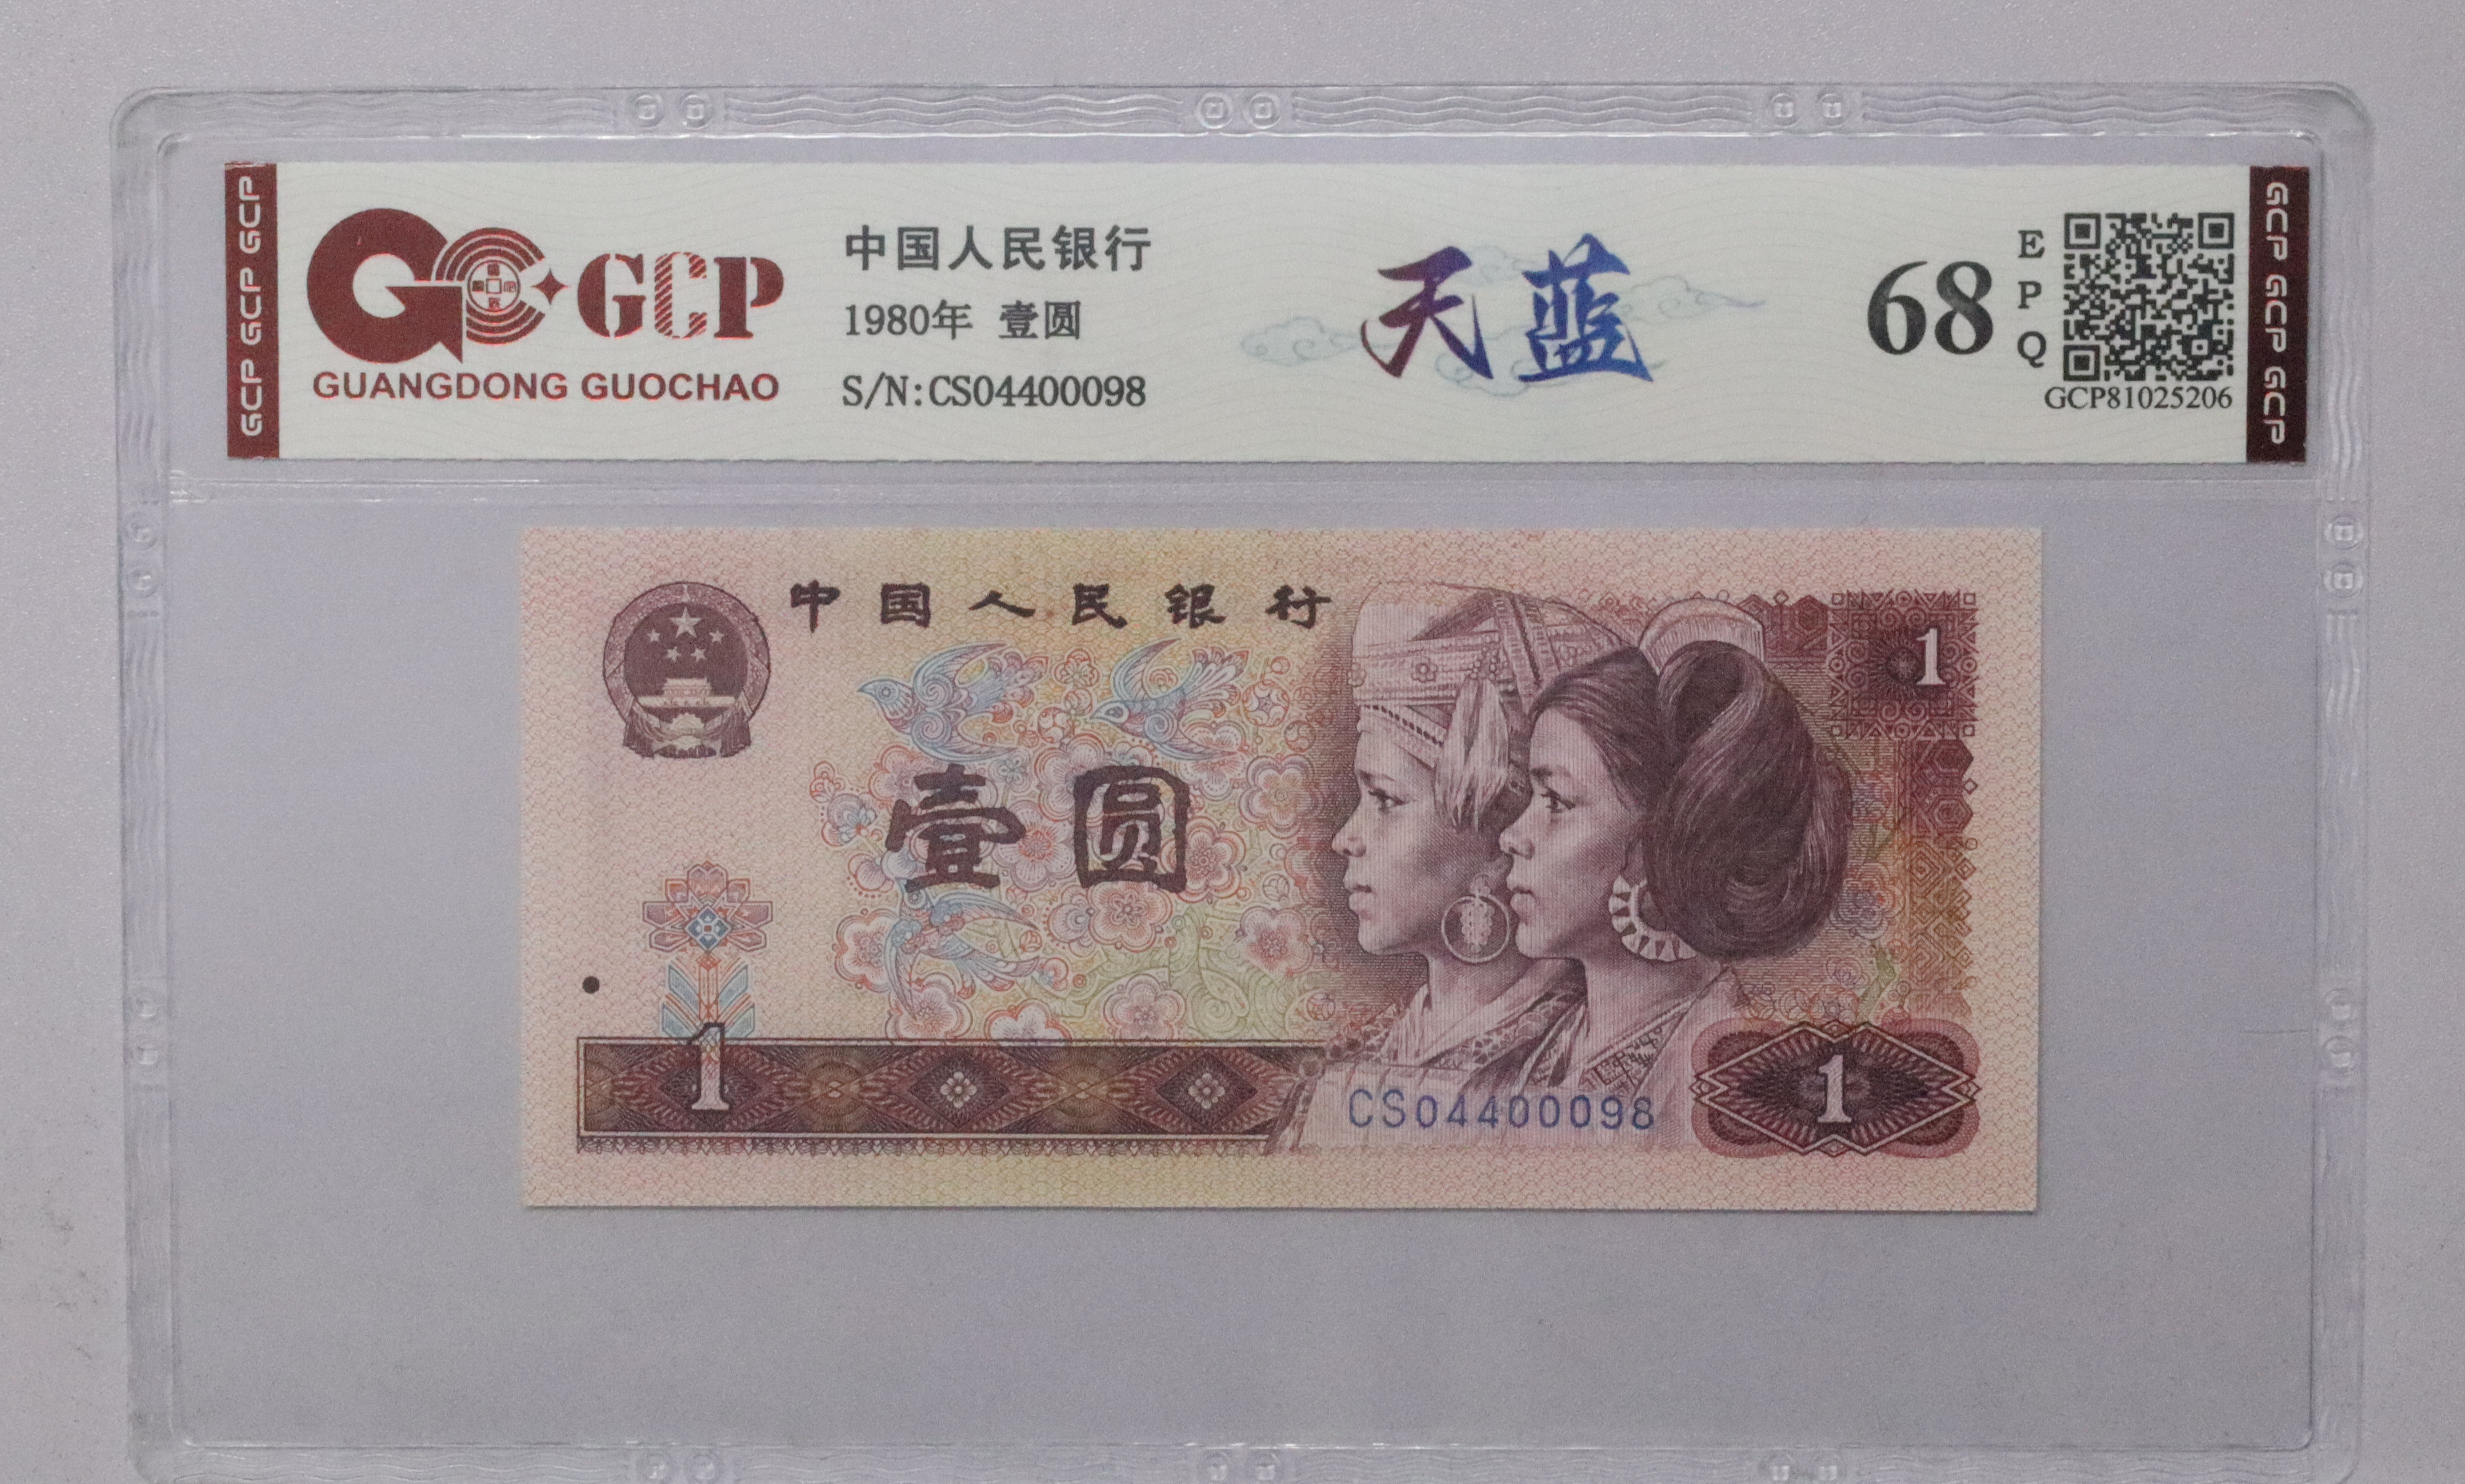 GCP GCP GCP
GCP
GUANGDONG GUOCHAO
中国人民银行
1980年 壹圆
S/N:CS04400098
天蓝
68
EPQ
GCP81025206
GCP GCP GCP
中国人民银行
1
壹圆
1
CS04400098
1